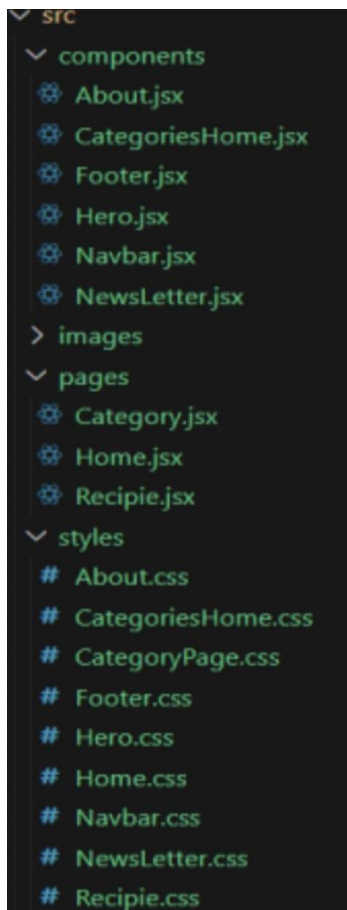 src
components
About.jsx
CategoriesHome.jsx
Footer.jsx
Hero.jsx
Navbar.jsx
NewsLetter.jsx
images
pages
Category.jsx
Home.jsx
Recipie.jsx
styles
# About.css
# CategoriesHome.css
# CategoryPage.css
# Footer.css
# Hero.css
# Home.css
# Navbar.css
# NewsLetter.css
# Recipie.css